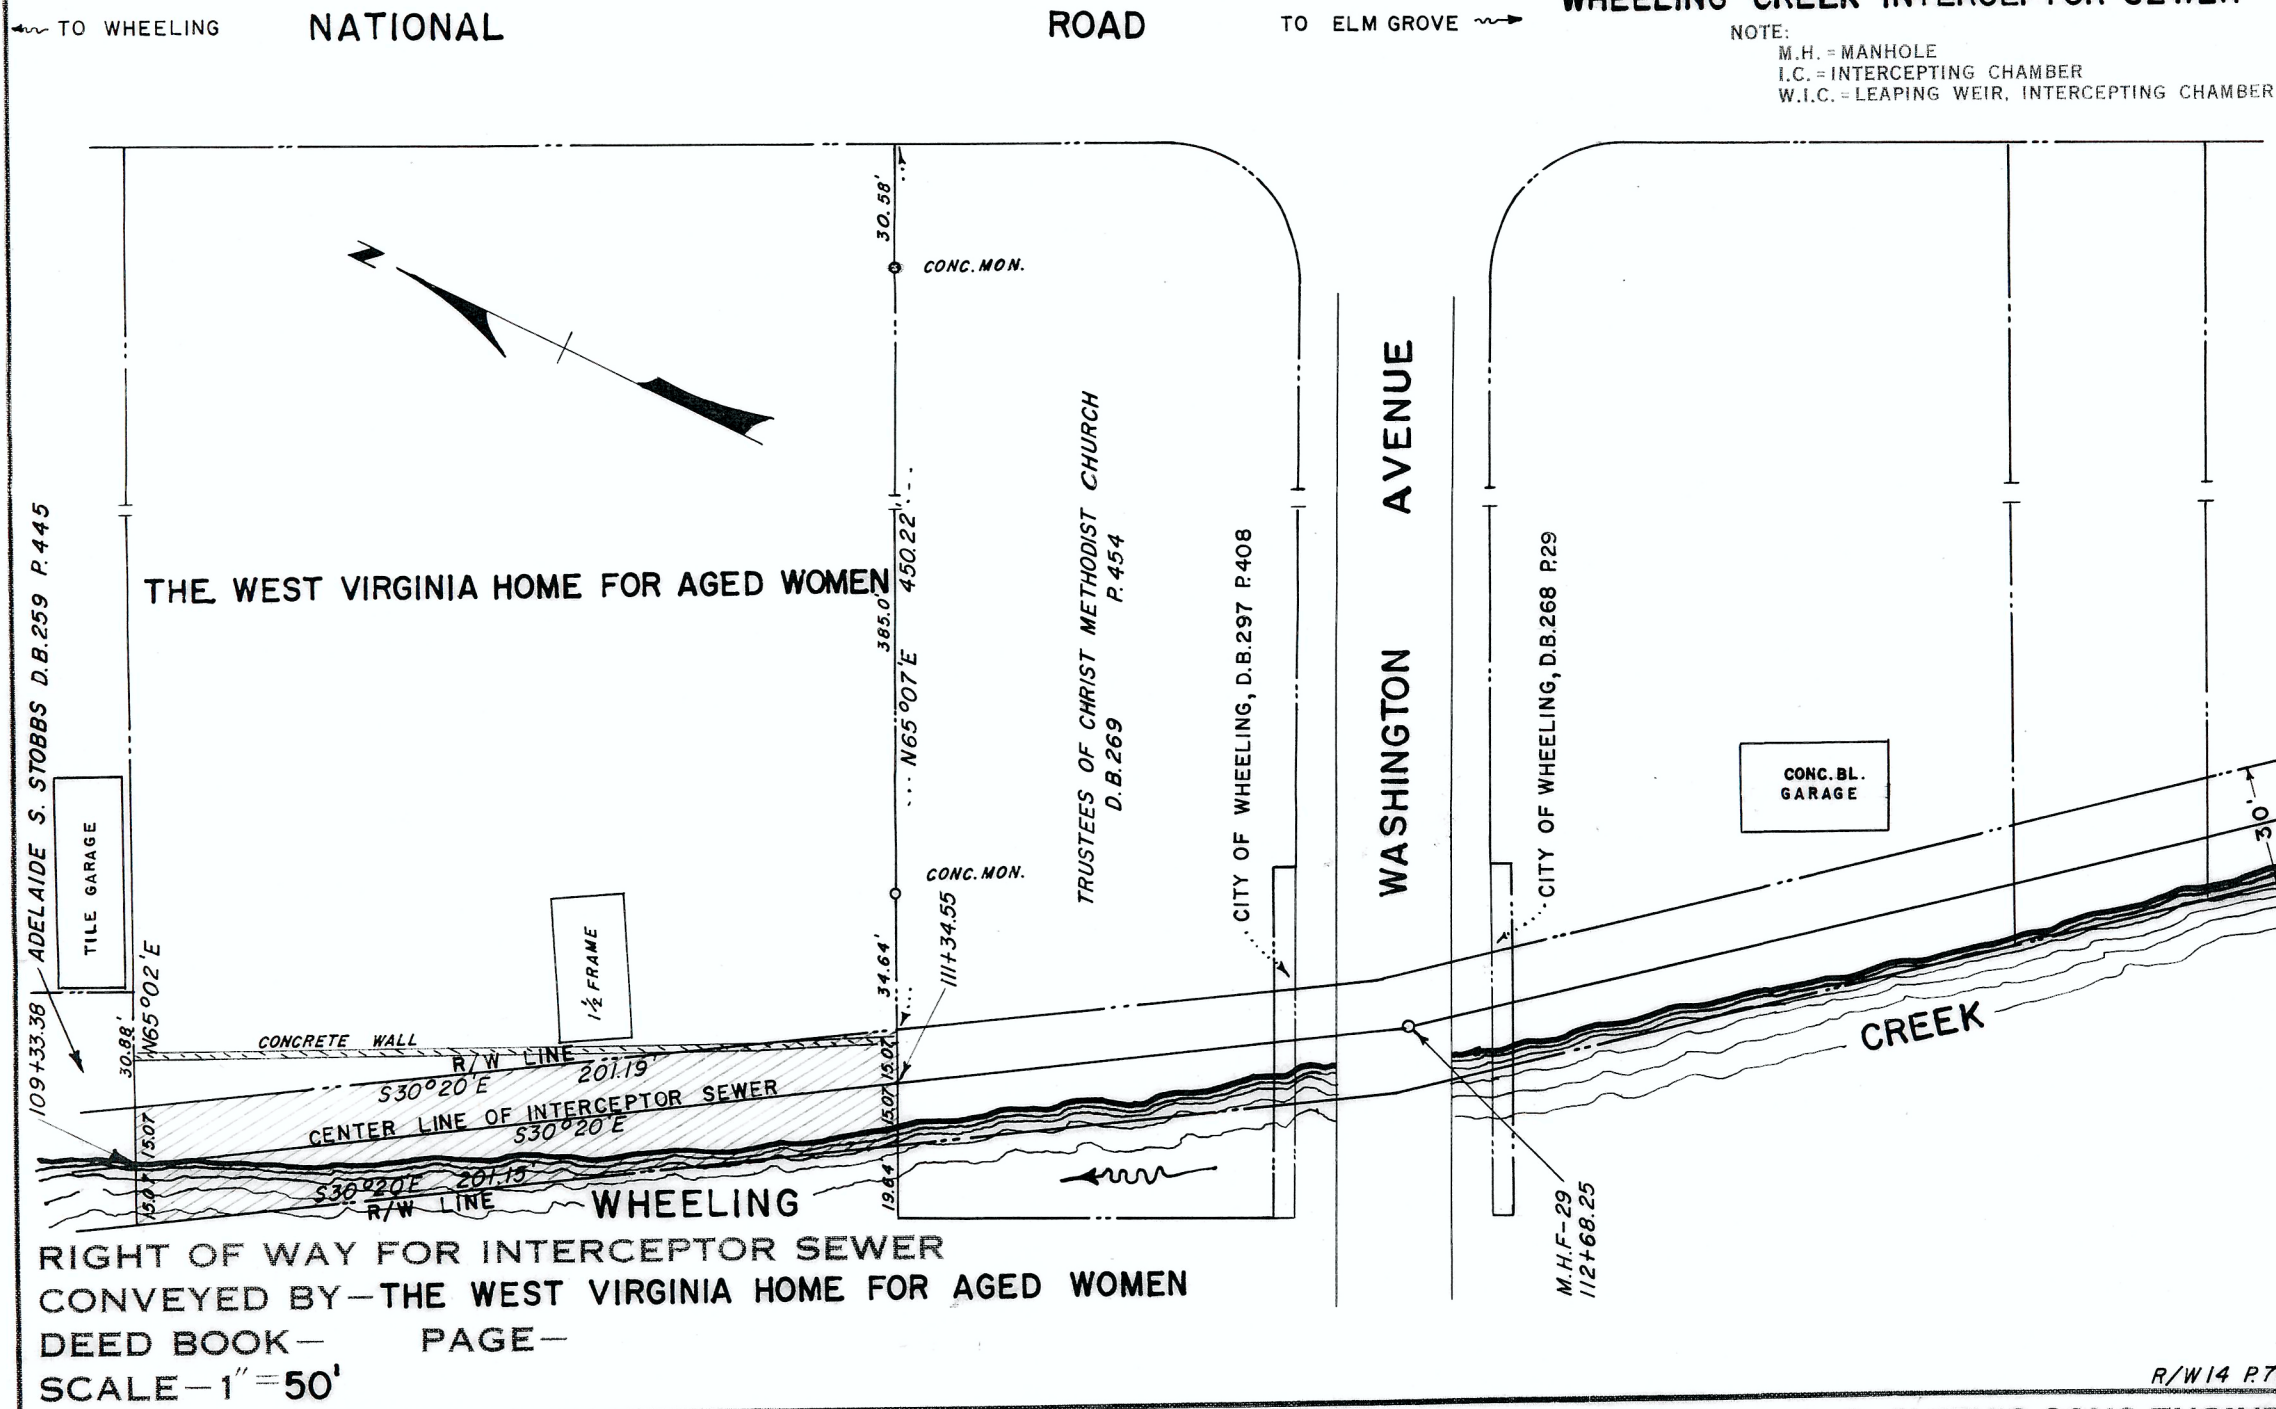 TO WHEELING
NATIONAL ROAD
TO ELM GROVE
WHEELING CREEK INTERCEPTOR SEWER
NOTE:
M.H. = MANHOLE
I.C. = INTERCEPTING CHAMBER
W.I.C. = LEAPING WEIR, INTERCEPTING CHAMBER
N
30.58'
CONC. MON.
450.22'
385.0'
N65°07'E
THE WEST VIRGINIA HOME FOR AGED WOMEN
ADELAIDE S. STOBBS D.B.259 P.445
TILE GARAGE
109+33.38
30.88'
N65°02'E
15.07
15.07
1½ FRAME
CONCRETE WALL
R/W LINE
S30°20'E 201.19'
CENTER LINE OF INTERCEPTOR SEWER
S30°20'E
S30°20'E 201.15'
R/W LINE
CONC. MON.
34.64'
111+34.55
15.07
15.07
19.64'
TRUSTEES OF CHRIST METHODIST CHURCH
D.B.269 P.454
CITY OF WHEELING, D.B.297 P.408
WASHINGTON AVENUE
CITY OF WHEELING, D.B.268 P.29
CONC. BL.
GARAGE
30'
WHEELING
CREEK
M.H.F-29
112+68.25
RIGHT OF WAY FOR INTERCEPTOR SEWER
CONVEYED BY—THE WEST VIRGINIA HOME FOR AGED WOMEN
DEED BOOK— PAGE—
SCALE—1"=50'
R/W14 P.7